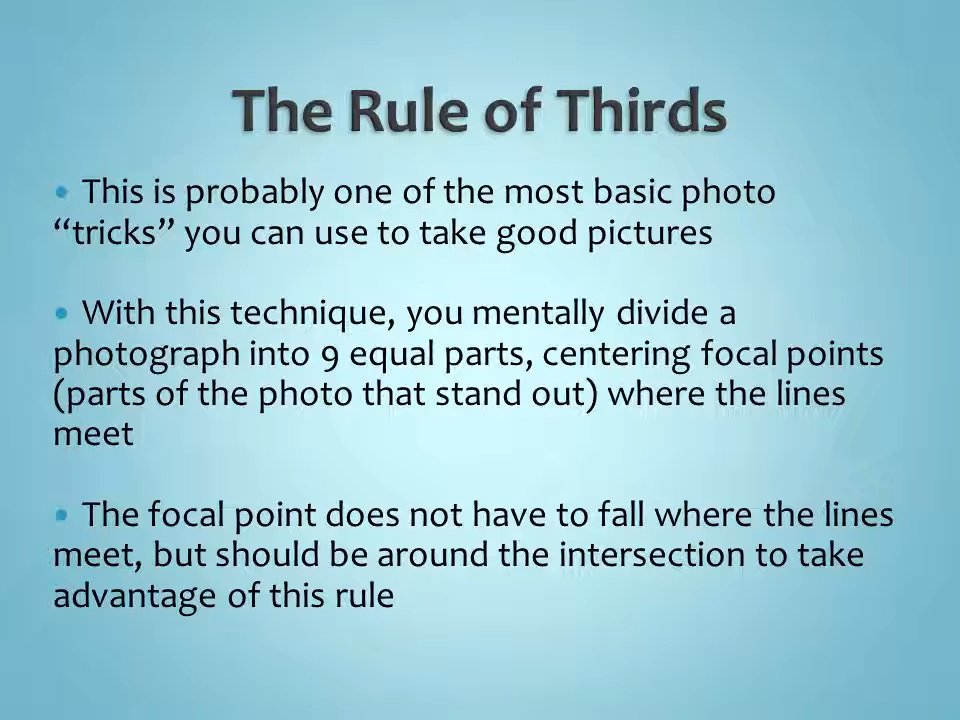 The Rule of Thirds
• This is probably one of the most basic photo
“tricks” you can use to take good pictures
• With this technique, you mentally divide a
photograph into 9 equal parts, centering focal points
(parts of the photo that stand out) where the lines
meet
• The focal point does not have to fall where the lines
meet, but should be around the intersection to take
advantage of this rule